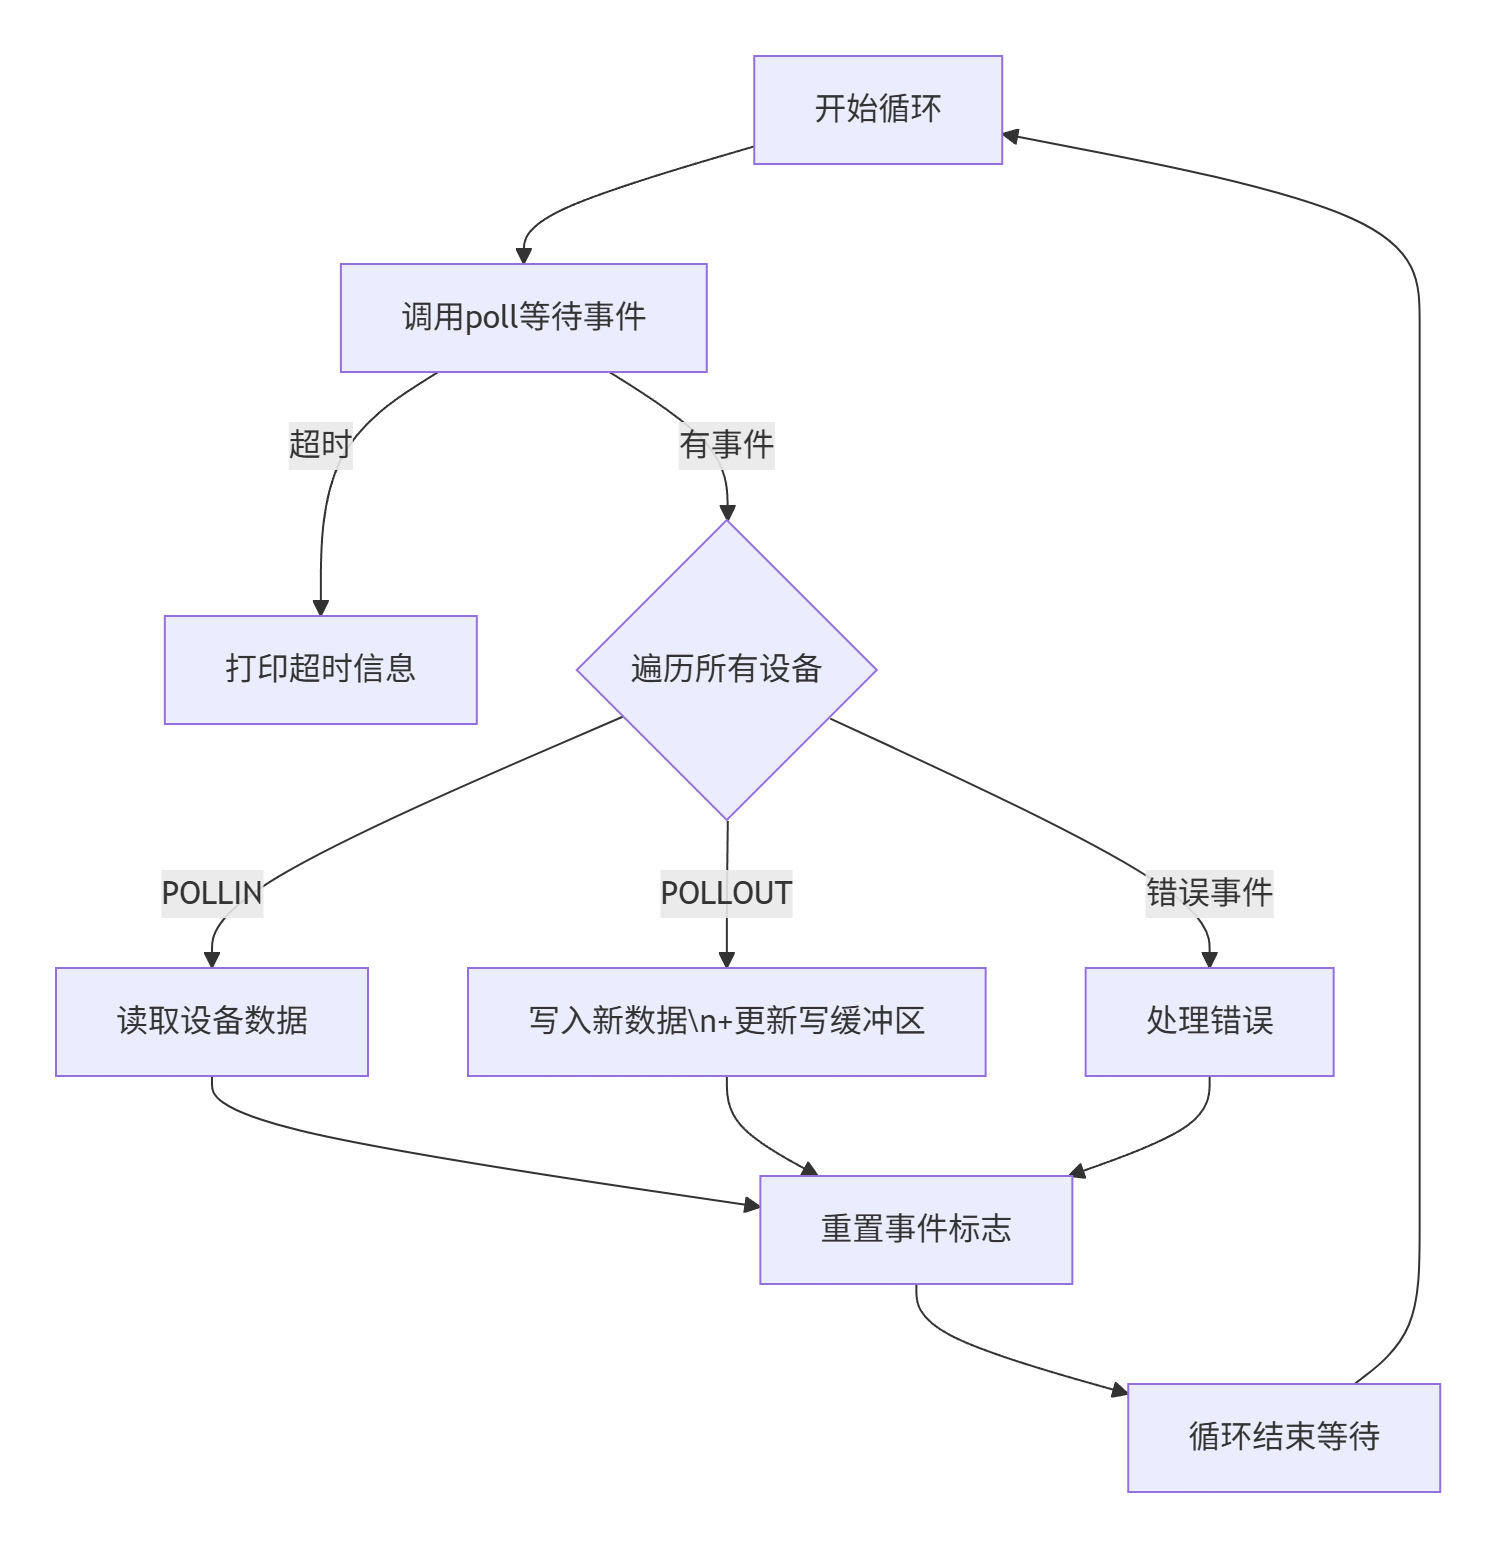 开始循环
调用poll等待事件
超时
有事件
打印超时信息
遍历所有设备
POLLIN
POLLOUT
错误事件
读取设备数据
写入新数据\n+更新写缓冲区
处理错误
重置事件标志
循环结束等待